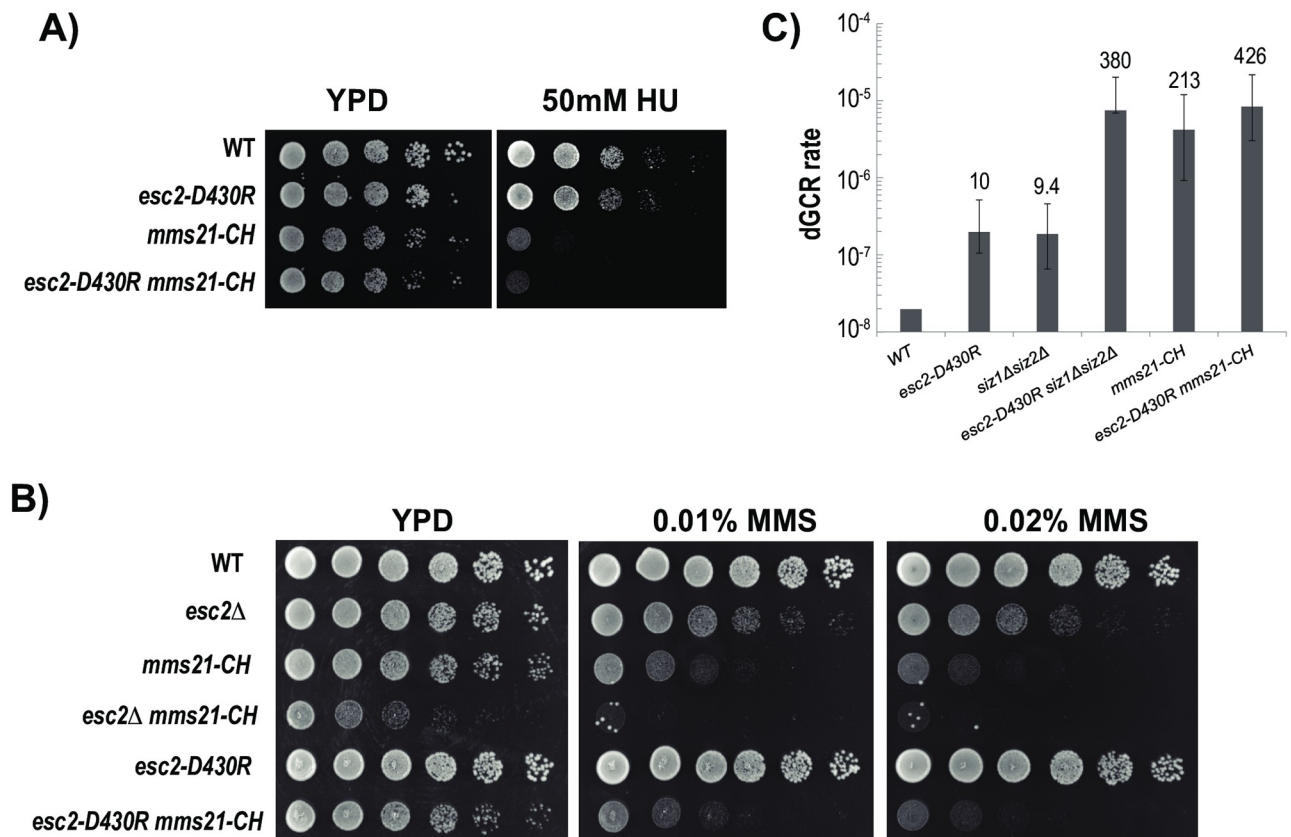 A)
YPD
50mM HU
WT
esc2-D430R
mms21-CH
esc2-D430R mms21-CH
C)
dGCR rate
10-4
10-5
10-6
10-7
10-8
10
9.4
380
213
426
WT
esc2-D430R
siz1Δsiz2Δ
esc2-D430R siz1Δsiz2Δ
mms21-CH
esc2-D430R mms21-CH
B)
YPD
0.01% MMS
0.02% MMS
WT
esc2Δ
mms21-CH
esc2Δ mms21-CH
esc2-D430R
esc2-D430R mms21-CH